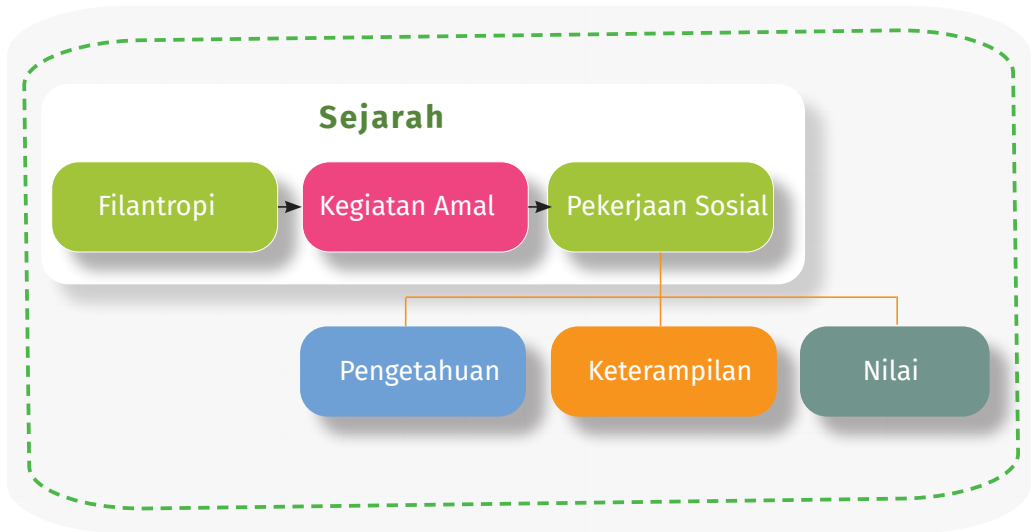 Sejarah
Filantropi
Kegiatan Amal
Pekerjaan Sosial
Pengetahuan
Keterampilan
Nilai